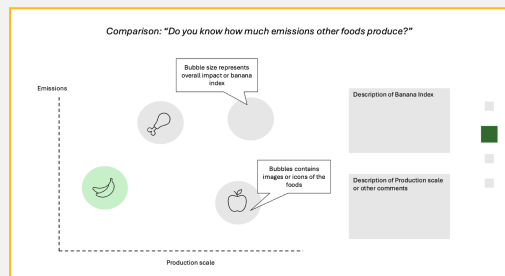 Comparison: “Do you know how much emissions other foods produce?”
Bubble size represents
overall impact or banana
index
Emissions
Description of Banana Index
Bubbles contains
images or icons of the
foods
Description of Production scale
or other comments
Production scale